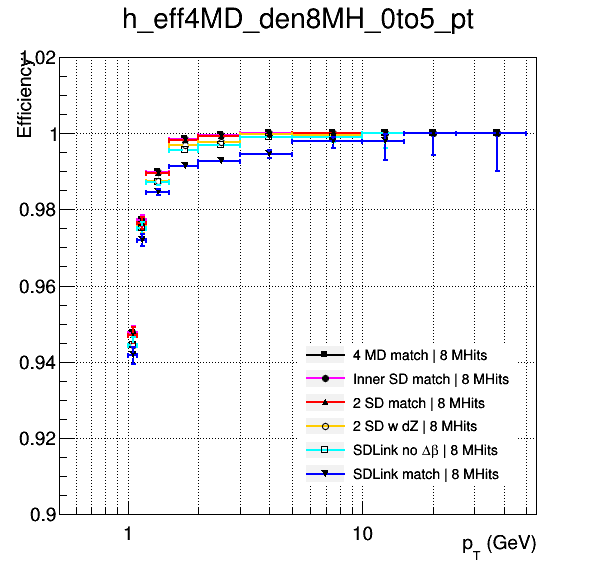 h_eff4MD_den8MH_0to5_pt
Efficiency
1.02
1
0.98
0.96
0.94
0.92
0.9
4 MD match | 8 MHits
Inner SD match | 8 MHits
2 SD match | 8 MHits
2 SD w dZ | 8 MHits
SDLink no Δβ | 8 MHits
SDLink match | 8 MHits
1
10
p_T (GeV)